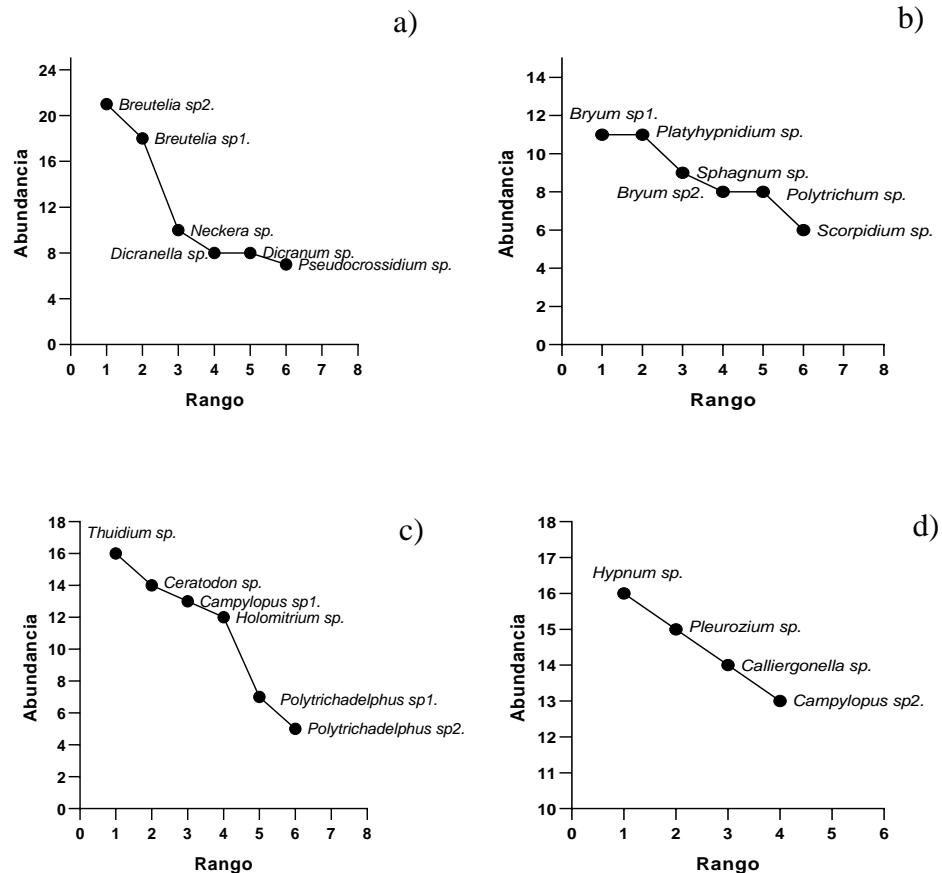 a)
24
20
16
12
8
4
0
Abundancia
Breutelia sp2.
Breutelia sp1.
Neckera sp.
Dicranella sp.
Dicranum sp.
Pseudocrossidium sp.
0 1 2 3 4 5 6 7 8
Rango
b)
14
12
10
8
6
4
2
0
Abundancia
Bryum sp1.
Platyhypnidium sp.
Sphagnum sp.
Bryum sp2.
Polytrichum sp.
Scorpidium sp.
0 1 2 3 4 5 6 7 8
Rango
c)
18
16
14
12
10
8
6
4
2
0
Abundancia
Thuidium sp.
Ceratodon sp.
Campylopus sp1.
Holomitrium sp.
Polytrichadelphus sp1.
Polytrichadelphus sp2.
0 1 2 3 4 5 6 7 8
Rango
d)
18
17
16
15
14
13
12
11
10
Abundancia
Hypnum sp.
Pleurozium sp.
Calliergonella sp.
Campylopus sp2.
0 1 2 3 4 5 6
Rango